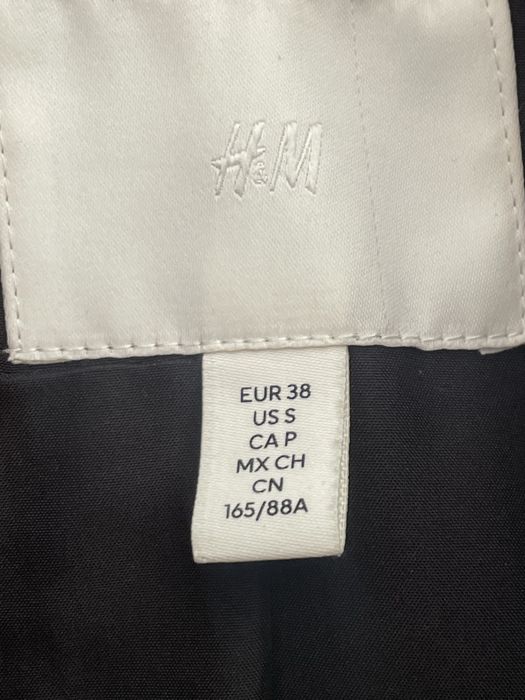 H&M
EUR 38
US S
CA P
MX CH
CN
165/88A